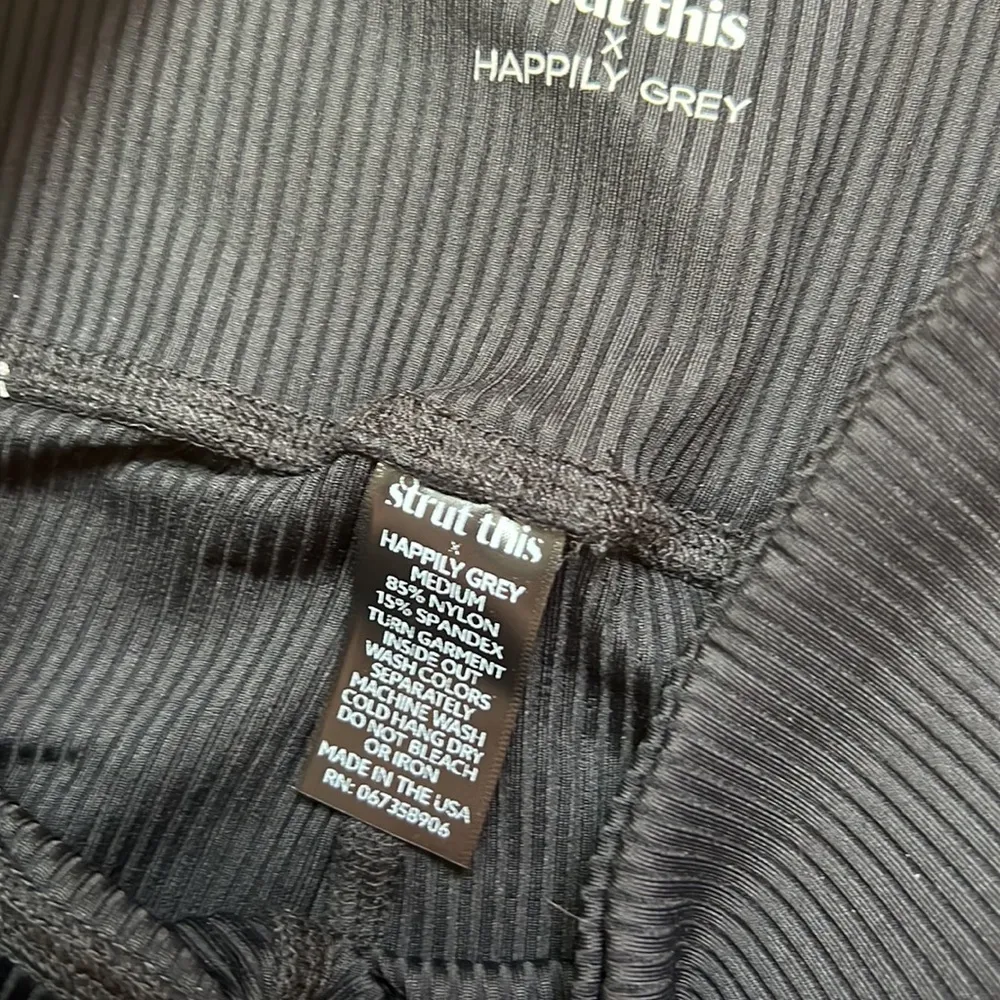 this
X
HAPPILY GREY
strut this
x
HAPPILY GREY
MEDIUM
85% NYLON
15% SPANDEX
TURN GARMENT
INSIDE OUT
WASH COLORS
SEPARATELY
MACHINE WASH
COLD HANG DRY
DO NOT BLEACH
OR IRON
MADE IN THE USA
RN: 067358906